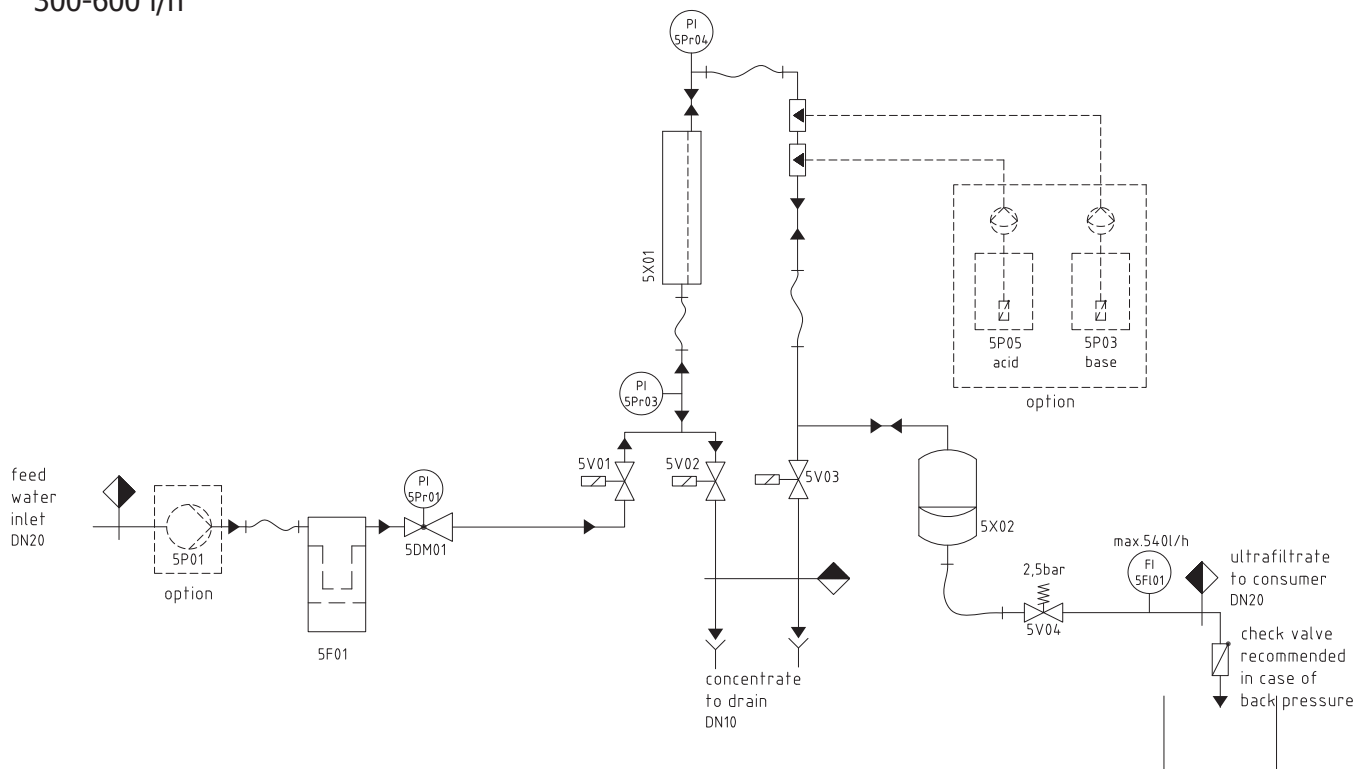 300-600 l/h
PI
5Pr04
5X01
5P05
acid
5P03
base
option
PI
5Pr03
5V01
5V02
5V03
feed
water
inlet
DN20
5P01
option
PI
5Pr01
5DM01
5F01
5X02
concentrate
to drain
DN10
2,5bar
5V04
max.540l/h
FI
5Fl01
ultrafiltrate
to consumer
DN20
check valve
recommended
in case of
back pressure